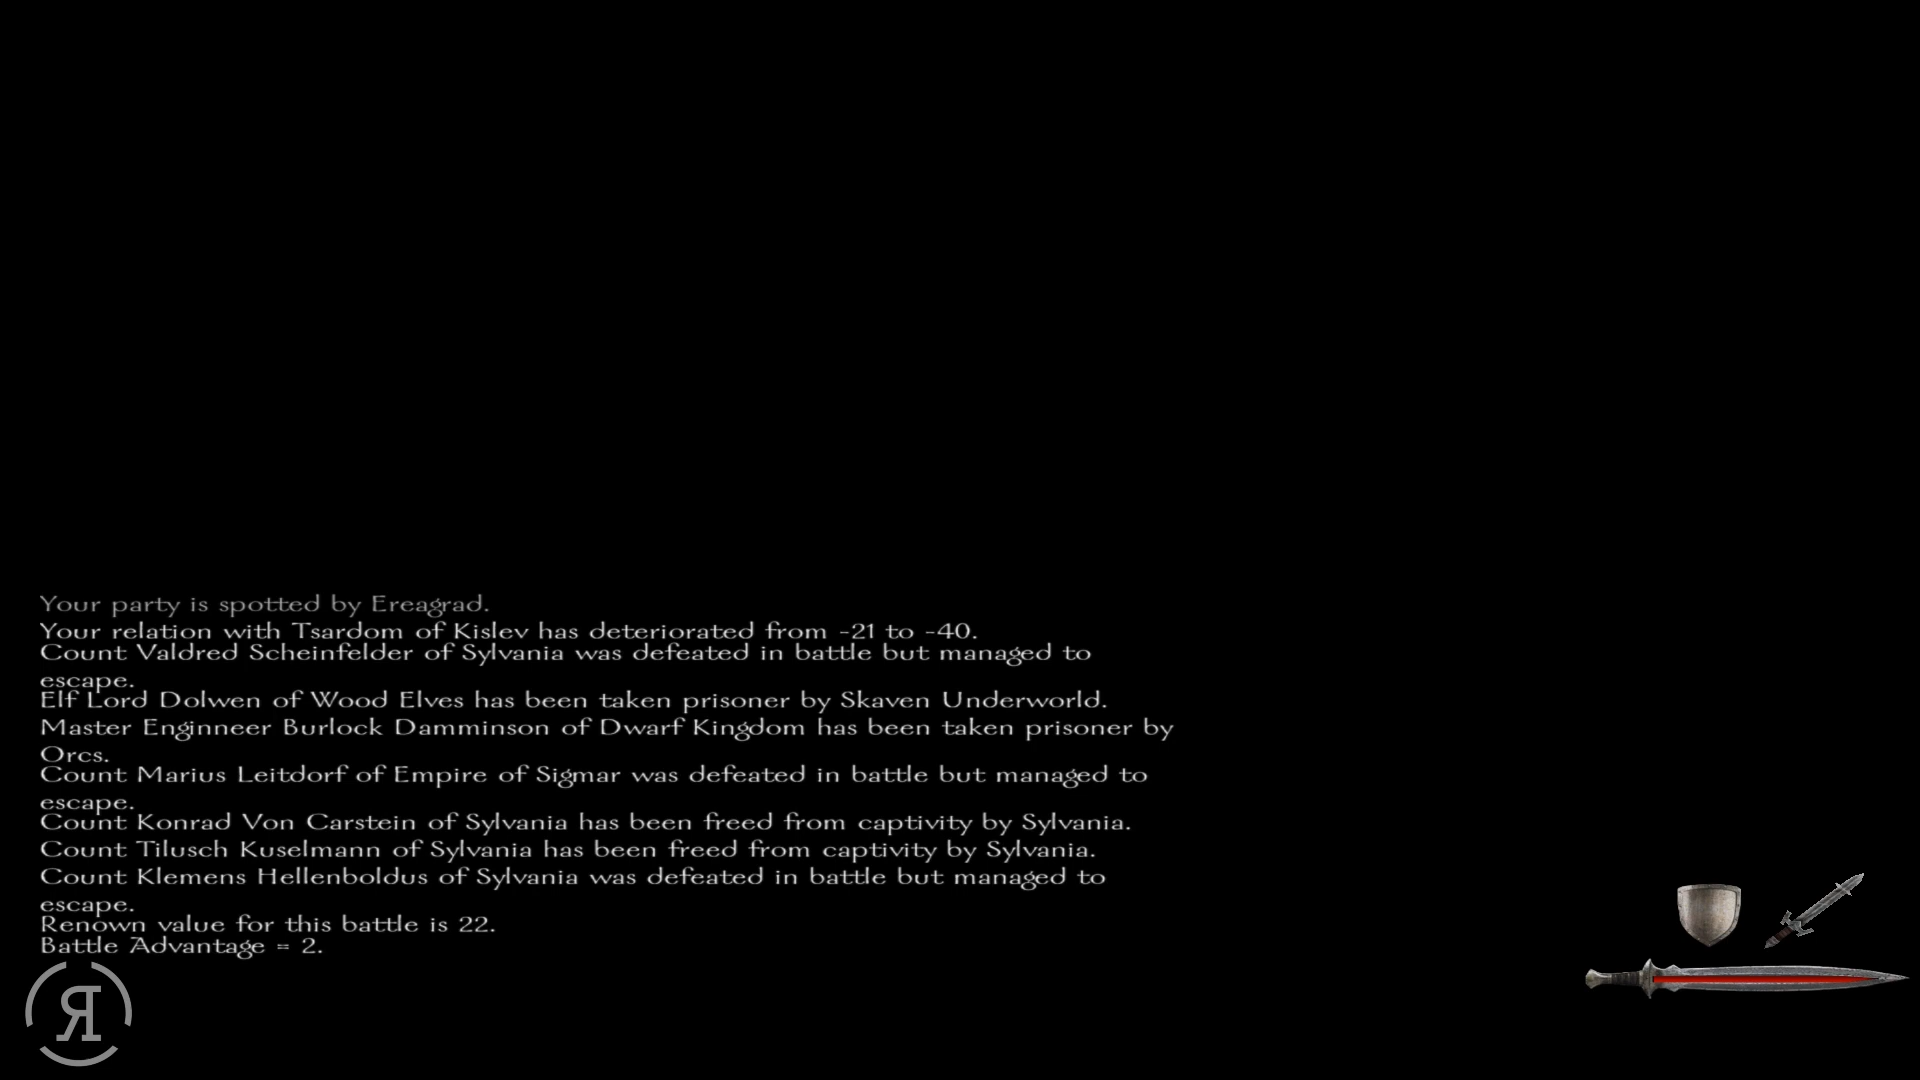 Your party is spotted by Ereagrad.
Your relation with Tsardom of Kislev has deteriorated from -21 to -40.
Count Valdred Scheinfelder of Sylvania was defeated in battle but managed to
escape.
Elf Lord Dolwen of Wood Elves has been taken prisoner by Skaven Underworld.
Master Enginneer Burlock Damminson of Dwarf Kingdom has been taken prisoner by
Orcs.
Count Marius Leitdorf of Empire of Sigmar was defeated in battle but managed to
escape.
Count Konrad Von Carstein of Sylvania has been freed from captivity by Sylvania.
Count Tilusch Kuselmann of Sylvania has been freed from captivity by Sylvania.
Count Klemens Hellenboldus of Sylvania was defeated in battle but managed to
escape.
Renown value for this battle is 22.
Battle Advantage = 2.